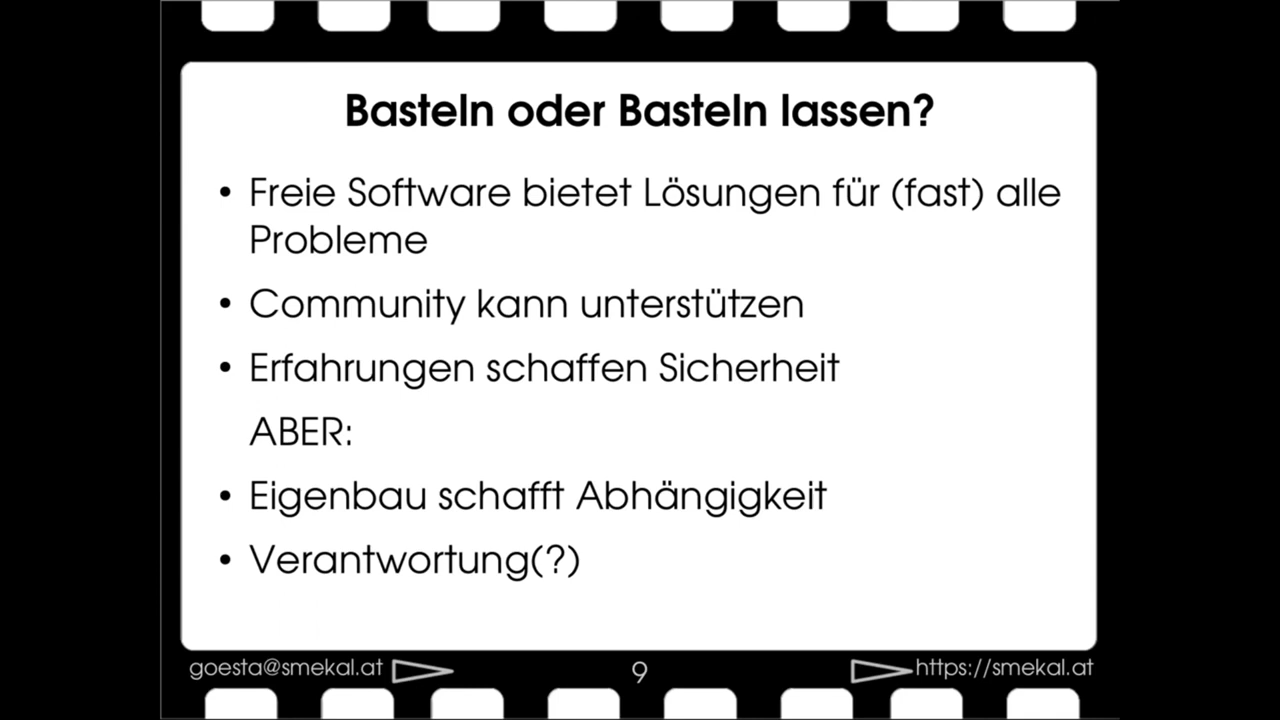 Basteln oder Basteln lassen?
• Freie Software bietet Lösungen für (fast) alle
Probleme
• Community kann unterstützen
• Erfahrungen schaffen Sicherheit
ABER:
• Eigenbau schafft Abhängigkeit
• Verantwortung(?)
goesta@smekal.at
9
https://smekal.at